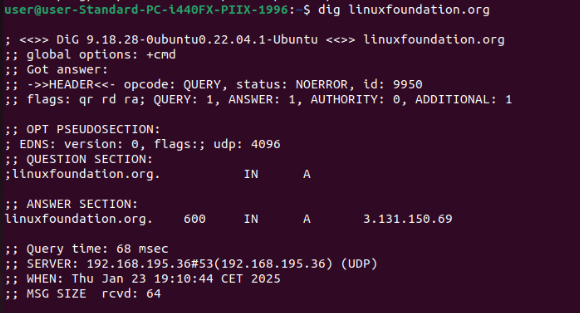 user@user-Standard-PC-i440FX-PIIX-1996:~$ dig linuxfoundation.org
; <<>> DiG 9.18.28-0ubuntu0.22.04.1-Ubuntu <<>> linuxfoundation.org
;; global options: +cmd
;; Got answer:
;; ->>HEADER<<- opcode: QUERY, status: NOERROR, id: 9950
;; flags: qr rd ra; QUERY: 1, ANSWER: 1, AUTHORITY: 0, ADDITIONAL: 1
;; OPT PSEUDOSECTION:
; EDNS: version: 0, flags:; udp: 4096
;; QUESTION SECTION:
;linuxfoundation.org. IN A
;; ANSWER SECTION:
linuxfoundation.org. 600 IN A 3.131.150.69
;; Query time: 68 msec
;; SERVER: 192.168.195.36#53(192.168.195.36) (UDP)
;; WHEN: Thu Jan 23 19:10:44 CET 2025
;; MSG SIZE rcvd: 64